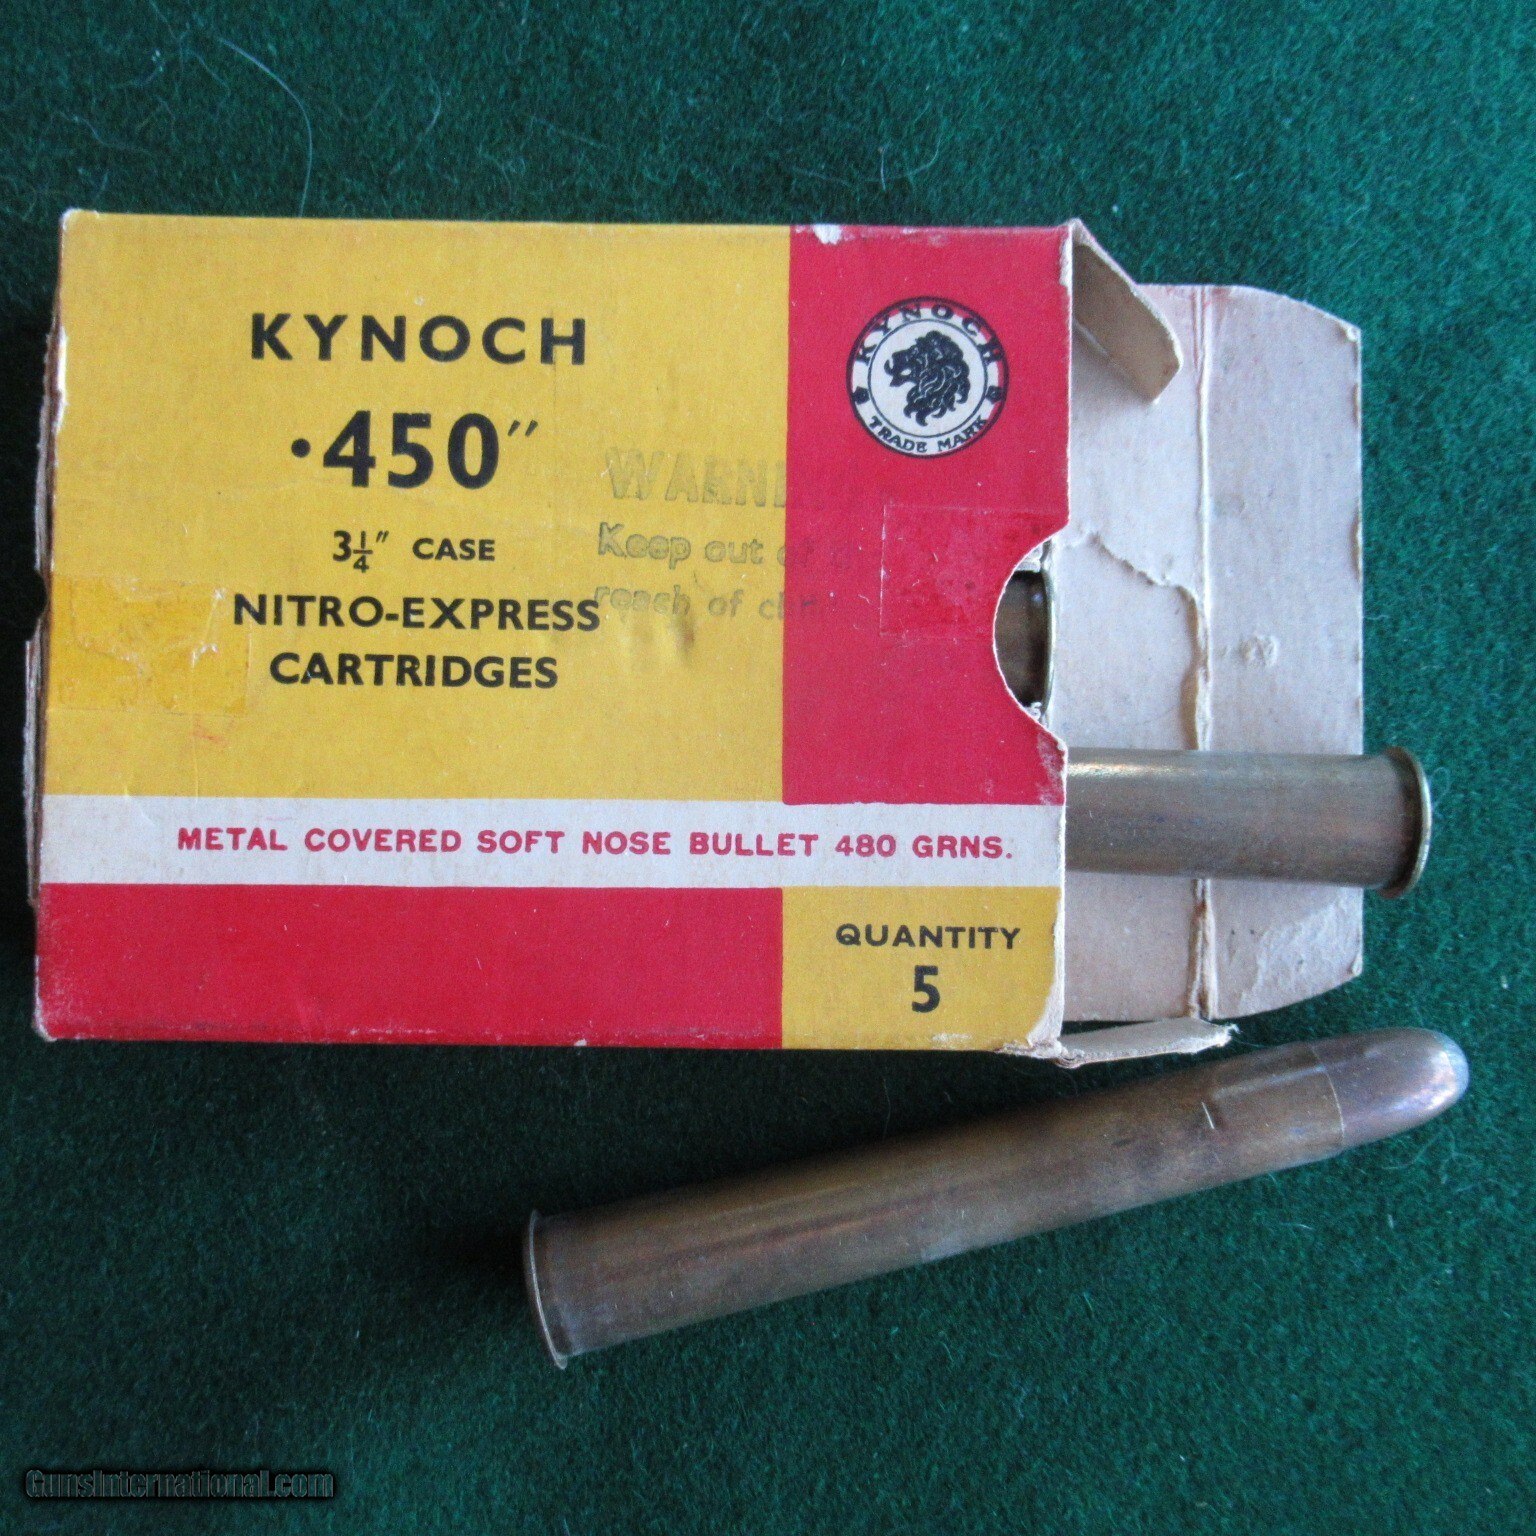 KYNOCH
·450″
3¼″ CASE
NITRO-EXPRESS
CARTRIDGES
KYNOCH
TRADE MARK
Keep out
reach of
METAL COVERED SOFT NOSE BULLET 480 GRNS.
QUANTITY
5
GunsInternational.com